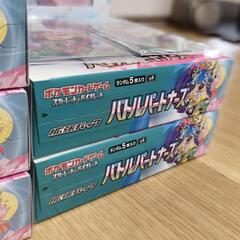 ポケモンカードゲーム
スカーレット&バイオレット
ランダム5枚入り
拡張パック
バトルパートナーズ
ポケモンカードゲーム
スカーレット&バイオレット
ランダム5枚入り
拡張パック
バトルパートナーズ